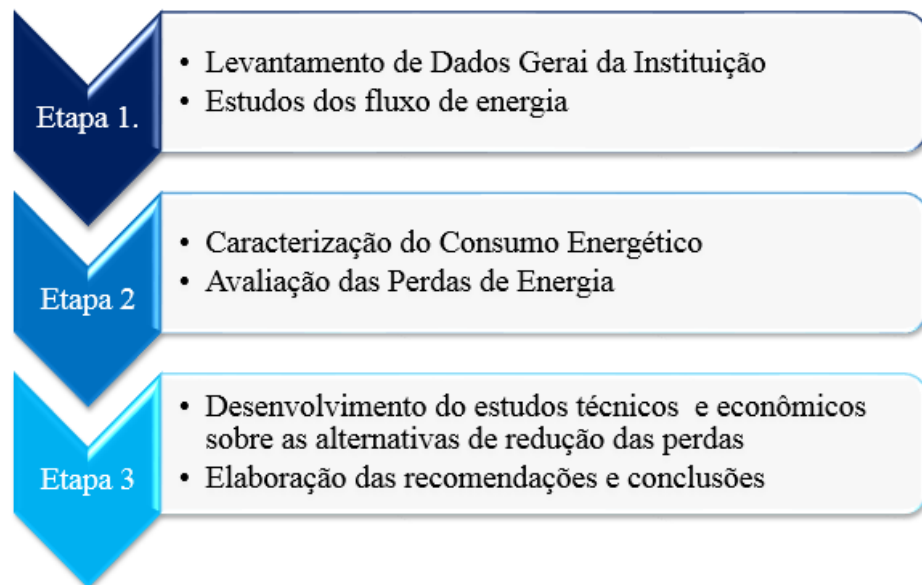 Etapa 1.
• Levantamento de Dados Gerai da Instituição
• Estudos dos fluxo de energia
Etapa 2
• Caracterização do Consumo Energético
• Avaliação das Perdas de Energia
Etapa 3
• Desenvolvimento do estudos técnicos e econômicos
sobre as alternativas de redução das perdas
• Elaboração das recomendações e conclusões